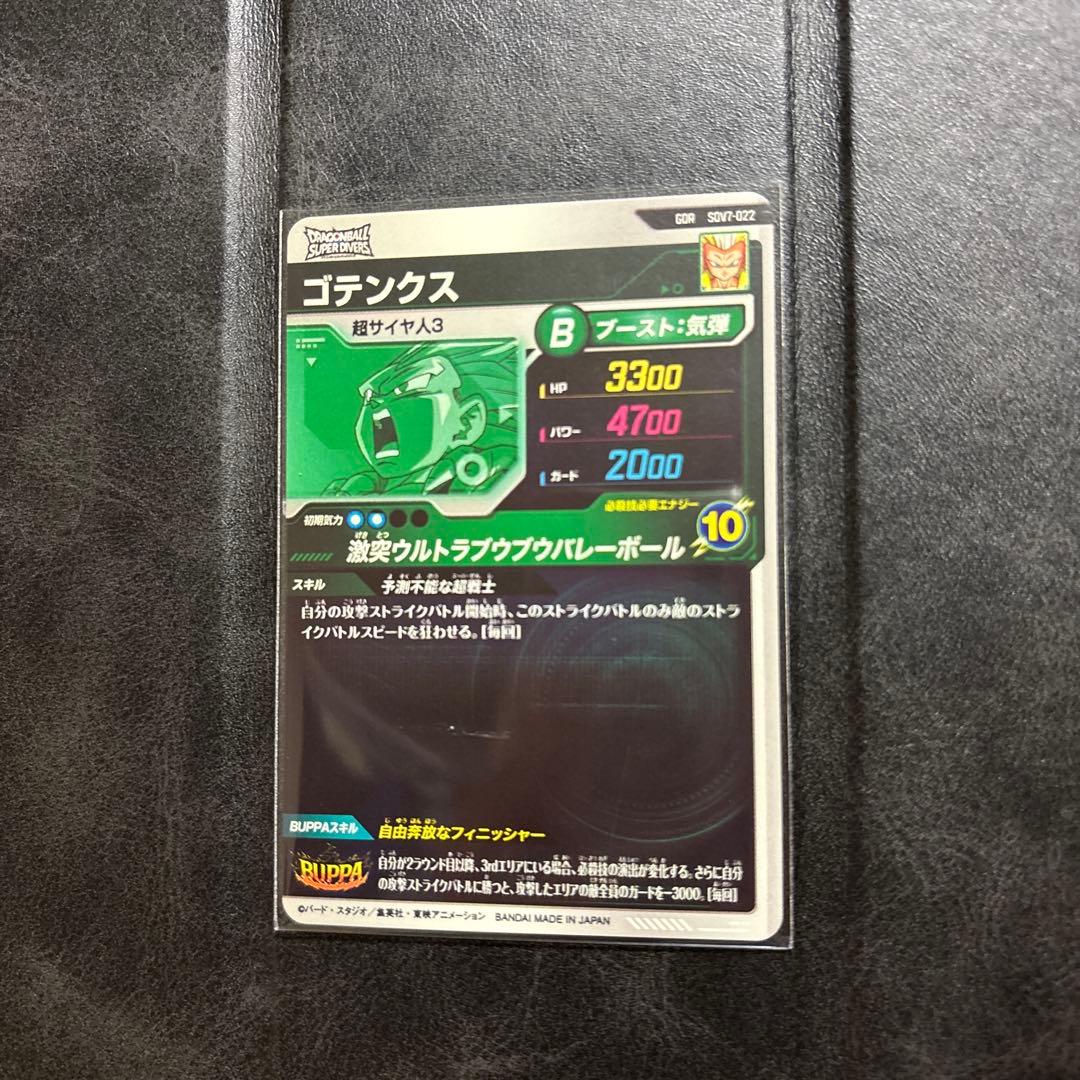 GDR SDV7-022
DRAGONBALL
SUPER DIVERS
ゴテンクス
超サイヤ人3
B ブースト:気弾
HP 3300
パワー 4700
ガード 2000
必殺技必要エナジー
10
初期気力
激突ウルトラブウブウバレーボール
スキル 予測不能な超戦士
自分の攻撃ストライクバトル開始時、このストライクバトルのみ敵のストラ
イクバトルスピードを狂わせる。[毎回]
BUPPAスキル 自由奔放なフィニッシャー
BUPPA
自分が2ラウンド目以降、3rdエリアにいる場合、必殺技の演出が変化する。さらに自分
の攻撃ストライクバトルに勝つと、攻撃したエリアの敵全員のガードを-3000。[毎回]
©バード・スタジオ/集英社・東映アニメーション BANDAI MADE IN JAPAN